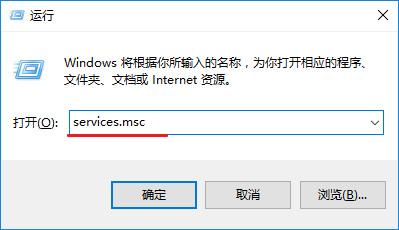 运行
Windows 将根据你所输入的名称，为你打开相应的程序、
文件夹、文档或 Internet 资源。
打开(O): services.msc
确定 取消 浏览(B)...